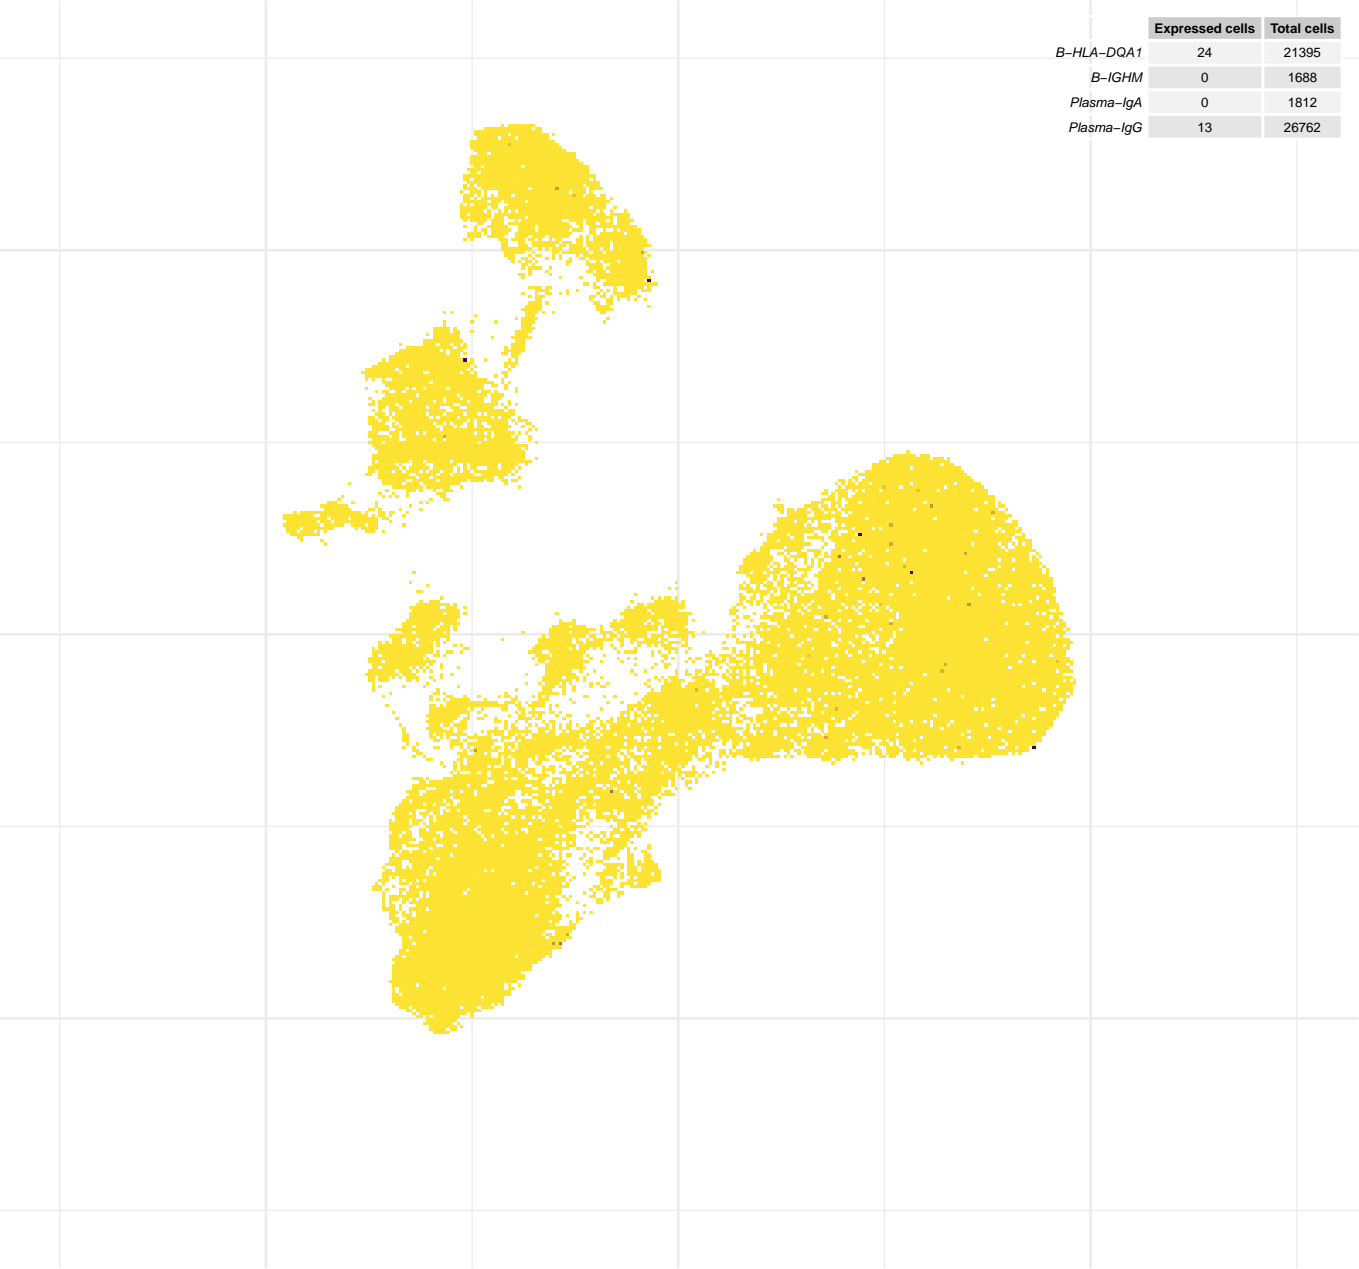 Expressed cells Total cells
B−HLA−DQA1 24 21395
B−IGHM 0 1688
Plasma−IgA 0 1812
Plasma−IgG 13 26762